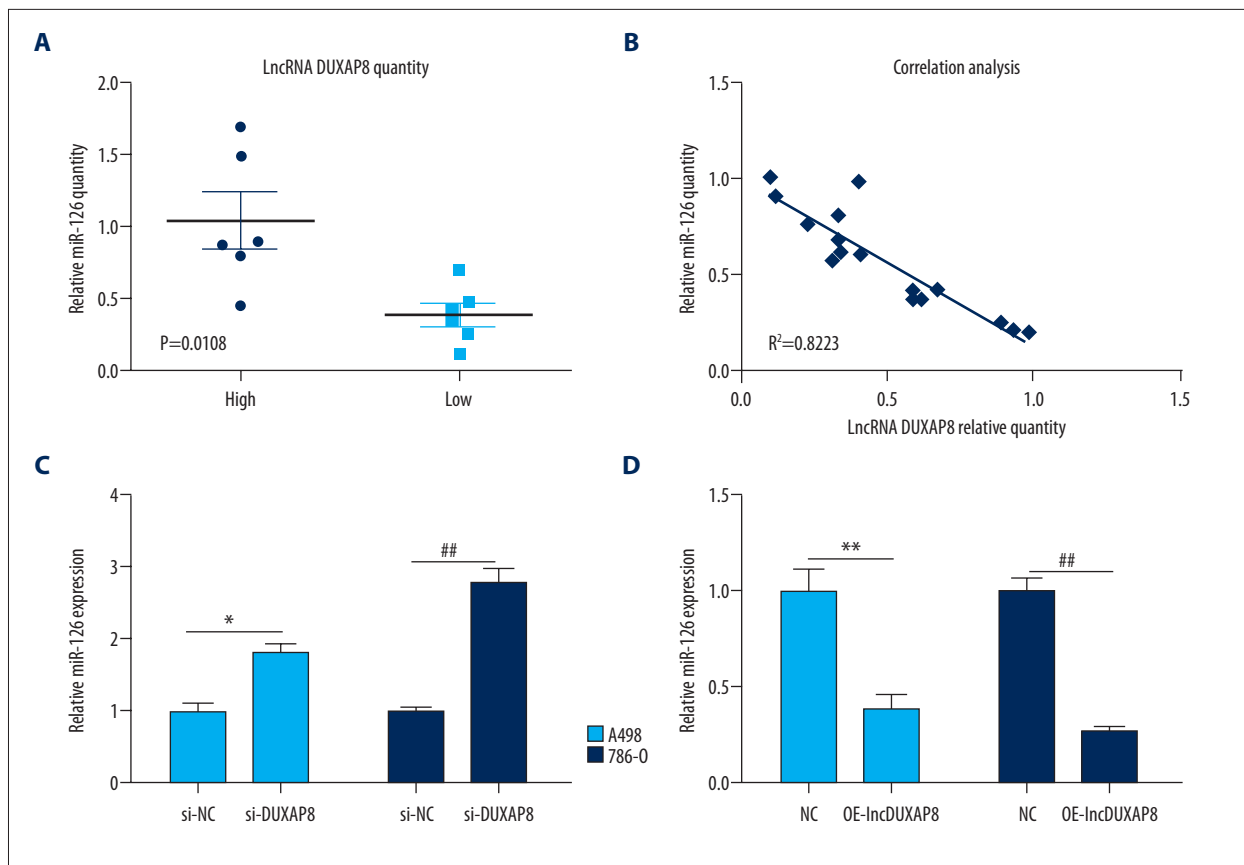 A
LncRNA DUXAP8 quantity
Relative miR-126 quantity
2.0
1.5
1.0
0.5
0.0
P=0.0108
High
Low
B
Correlation analysis
Relative miR-126 quantity
1.5
1.0
0.5
0.0
R²=0.8223
0.0
0.5
1.0
1.5
LncRNA DUXAP8 relative quantity
C
Relative miR-126 expression
4
3
2
1
0
*
##
si-NC
si-DUXAP8
si-NC
si-DUXAP8
A498
786-0
D
Relative miR-126 expression
1.5
1.0
0.5
0.0
**
##
NC
OE-lncDUXAP8
NC
OE-lncDUXAP8